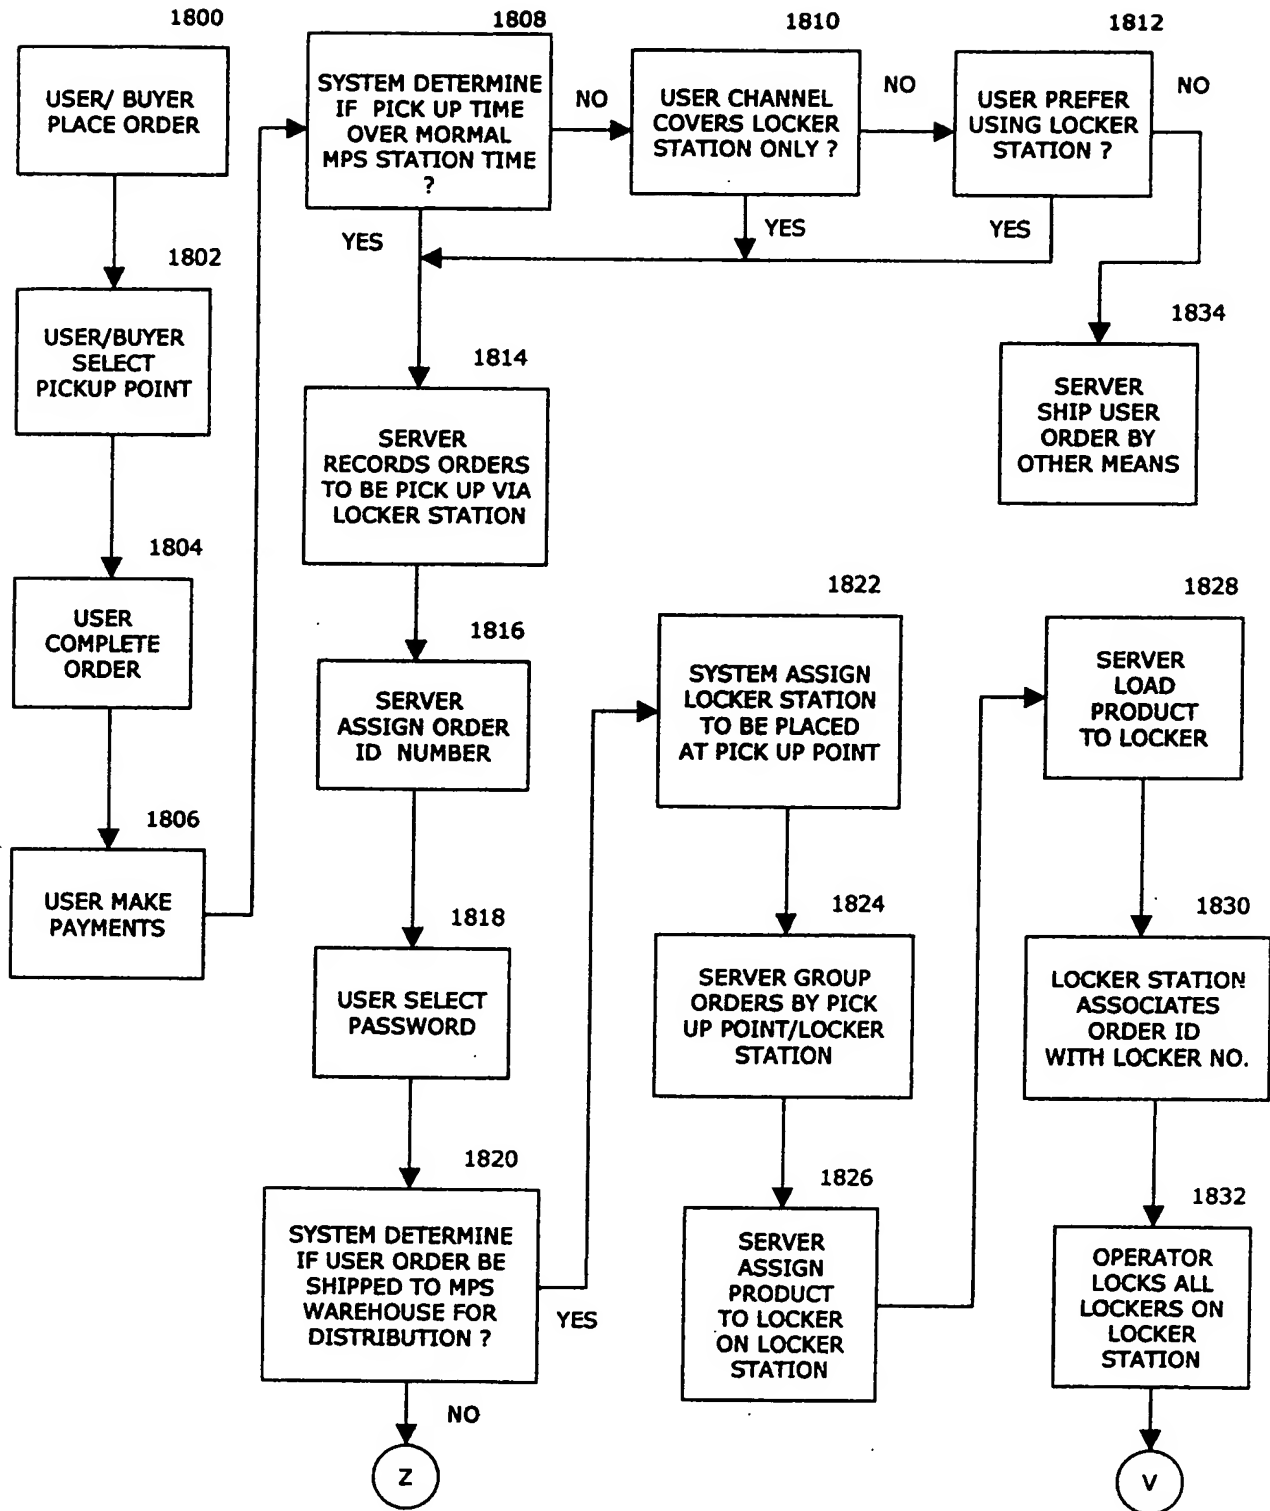 1800
USER/ BUYER
PLACE ORDER
1802
USER/BUYER
SELECT
PICKUP POINT
1804
USER
COMPLETE
ORDER
1806
USER MAKE
PAYMENTS
1808
SYSTEM DETERMINE
IF PICK UP TIME
OVER MORMAL
MPS STATION TIME
?
NO
YES
1810
USER CHANNEL
COVERS LOCKER
STATION ONLY ?
NO
YES
1812
USER PREFER
USING LOCKER
STATION ?
NO
YES
1834
SERVER
SHIP USER
ORDER BY
OTHER MEANS
1814
SERVER
RECORDS ORDERS
TO BE PICK UP VIA
LOCKER STATION
1816
SERVER
ASSIGN ORDER
ID NUMBER
1818
USER SELECT
PASSWORD
1820
SYSTEM DETERMINE
IF USER ORDER BE
SHIPPED TO MPS
WAREHOUSE FOR
DISTRIBUTION ?
YES
NO
Z
1822
SYSTEM ASSIGN
LOCKER STATION
TO BE PLACED
AT PICK UP POINT
1824
SERVER GROUP
ORDERS BY PICK
UP POINT/LOCKER
STATION
1826
SERVER
ASSIGN
PRODUCT
TO LOCKER
ON LOCKER
STATION
1828
SERVER
LOAD
PRODUCT
TO LOCKER
1830
LOCKER STATION
ASSOCIATES
ORDER ID
WITH LOCKER NO.
1832
OPERATOR
LOCKS ALL
LOCKERS ON
LOCKER
STATION
V